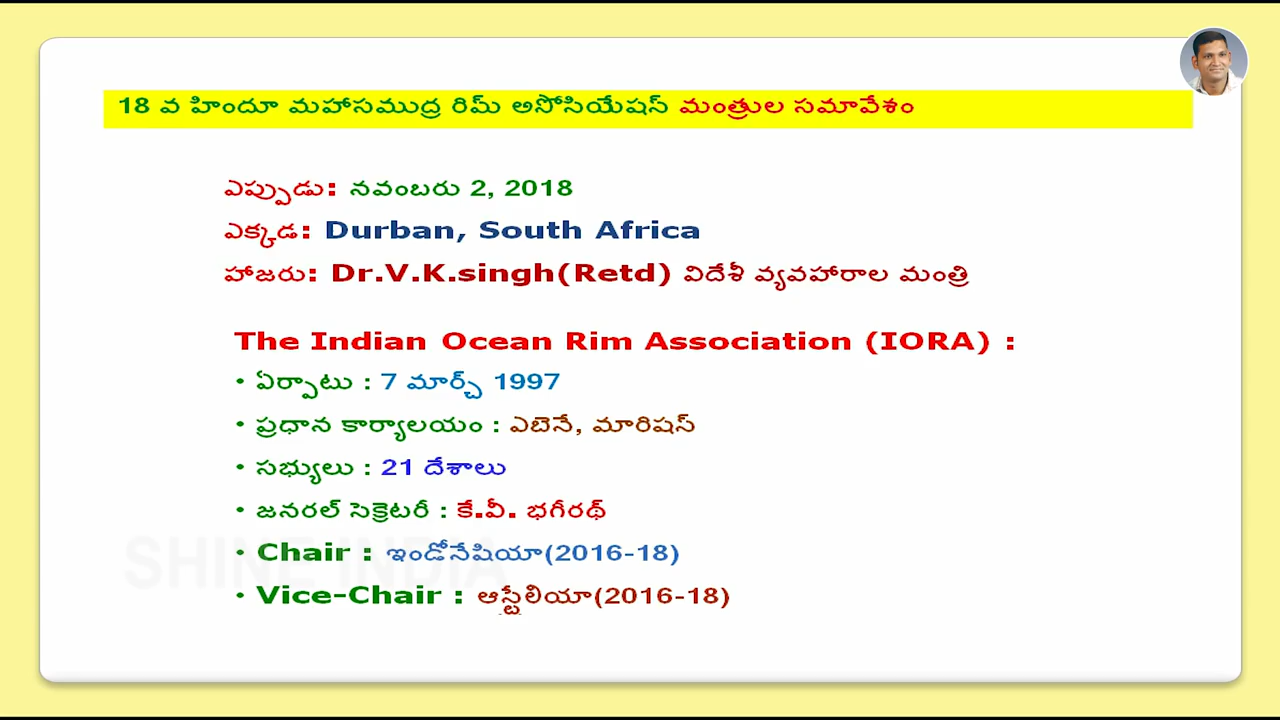 18 వ హిందూ మహాసముద్ర రిమ్ అసోసియేషన్ మంత్రుల సమావేశం
ఎప్పుడు: నవంబరు 2, 2018
ఎక్కడ: Durban, South Africa
హాజరు: Dr.V.K.singh(Retd) విదేశీ వ్యవహారాల మంత్రి
The Indian Ocean Rim Association (IORA) :
• ఏర్పాటు : 7 మార్చ్ 1997
• ప్రధాన కార్యాలయం : ఎబెనే, మారిషస్
• సభ్యులు : 21 దేశాలు
• జనరల్ సెక్రెటరీ : కే.వీ. భగీరథ్
• Chair : ఇండోనేషియా(2016-18)
• Vice-Chair : ఆస్ట్రేలియా(2016-18)
SHINE INDIA